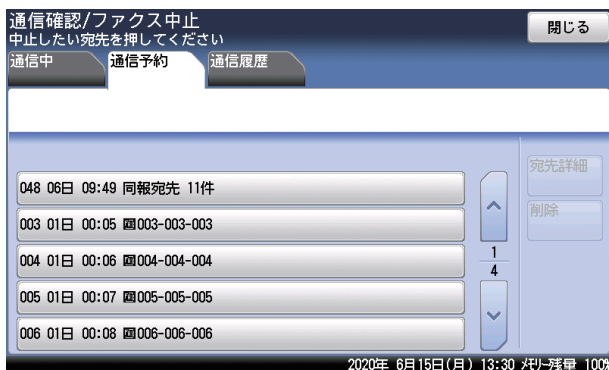 通信確認/ファクス中止
中止したい宛先を押してください
閉じる
通信中 通信予約 通信履歴
宛先詳細
削除
048 06日 09:49 同報宛先 11件
003 01日 00:05 003-003-003
004 01日 00:06 004-004-004
005 01日 00:07 005-005-005
006 01日 00:08 006-006-006
1
4
2020年 6月15日(月) 13:30 メモリー残量 100%